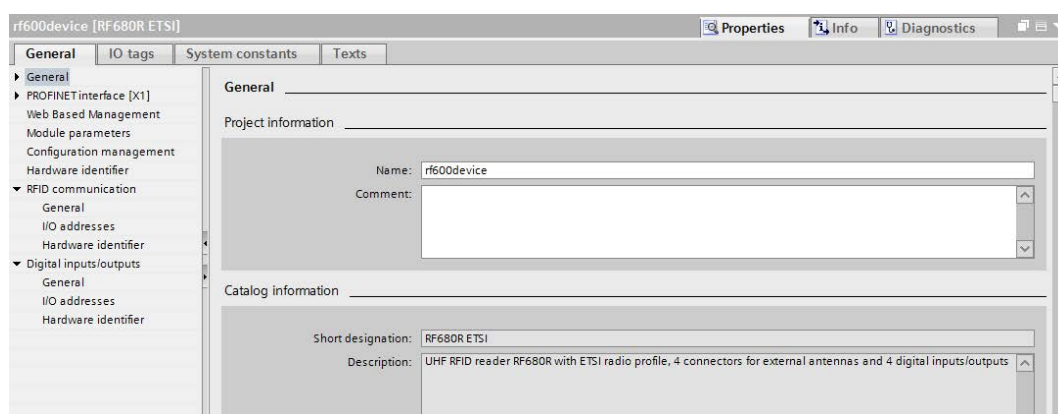 rf600device [RF680R ETSI]
Properties Info Diagnostics
General IO tags System constants Texts
General
PROFINET interface [X1]
Web Based Management
Module parameters
Configuration management
Hardware identifier
RFID communication
General
I/O addresses
Hardware identifier
Digital inputs/outputs
General
I/O addresses
Hardware identifier
General
Project information
Name: rf600device
Comment:
Catalog information
Short designation: RF680R ETSI
Description: UHF RFID reader RF680R with ETSI radio profile, 4 connectors for external antennas and 4 digital inputs/outputs